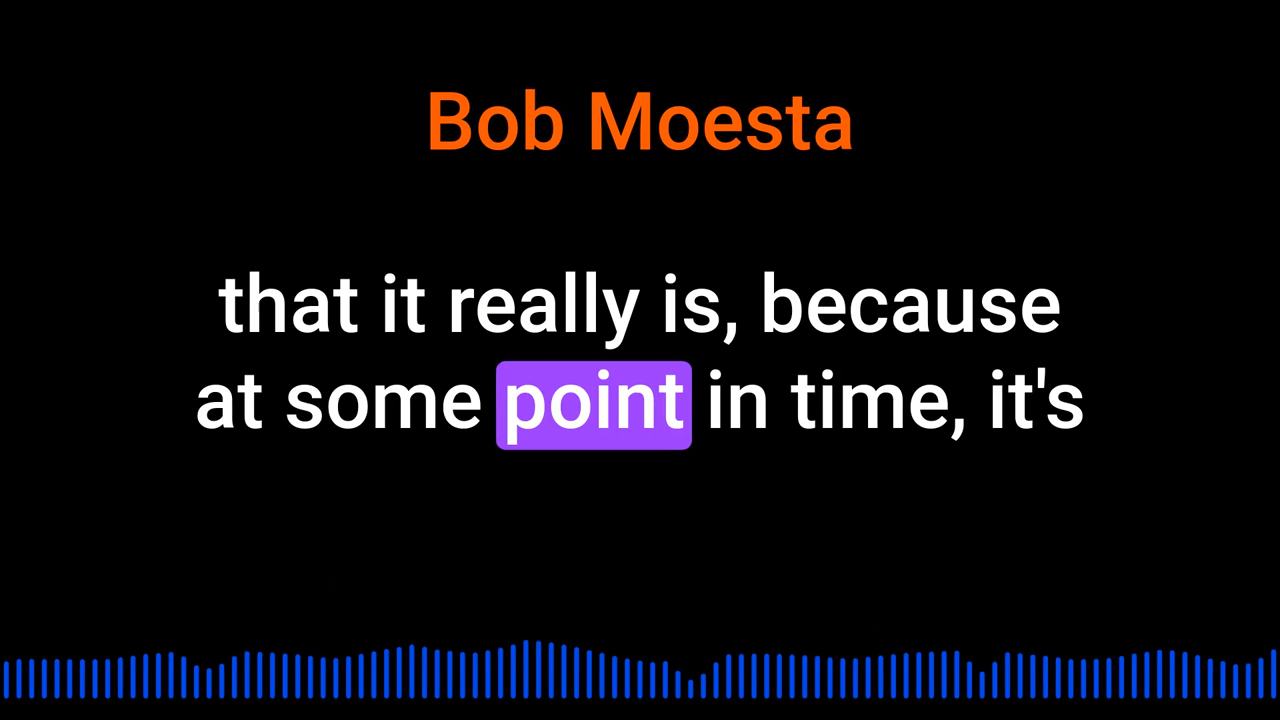 Bob Moesta
that it really is, because
at some point in time, it's